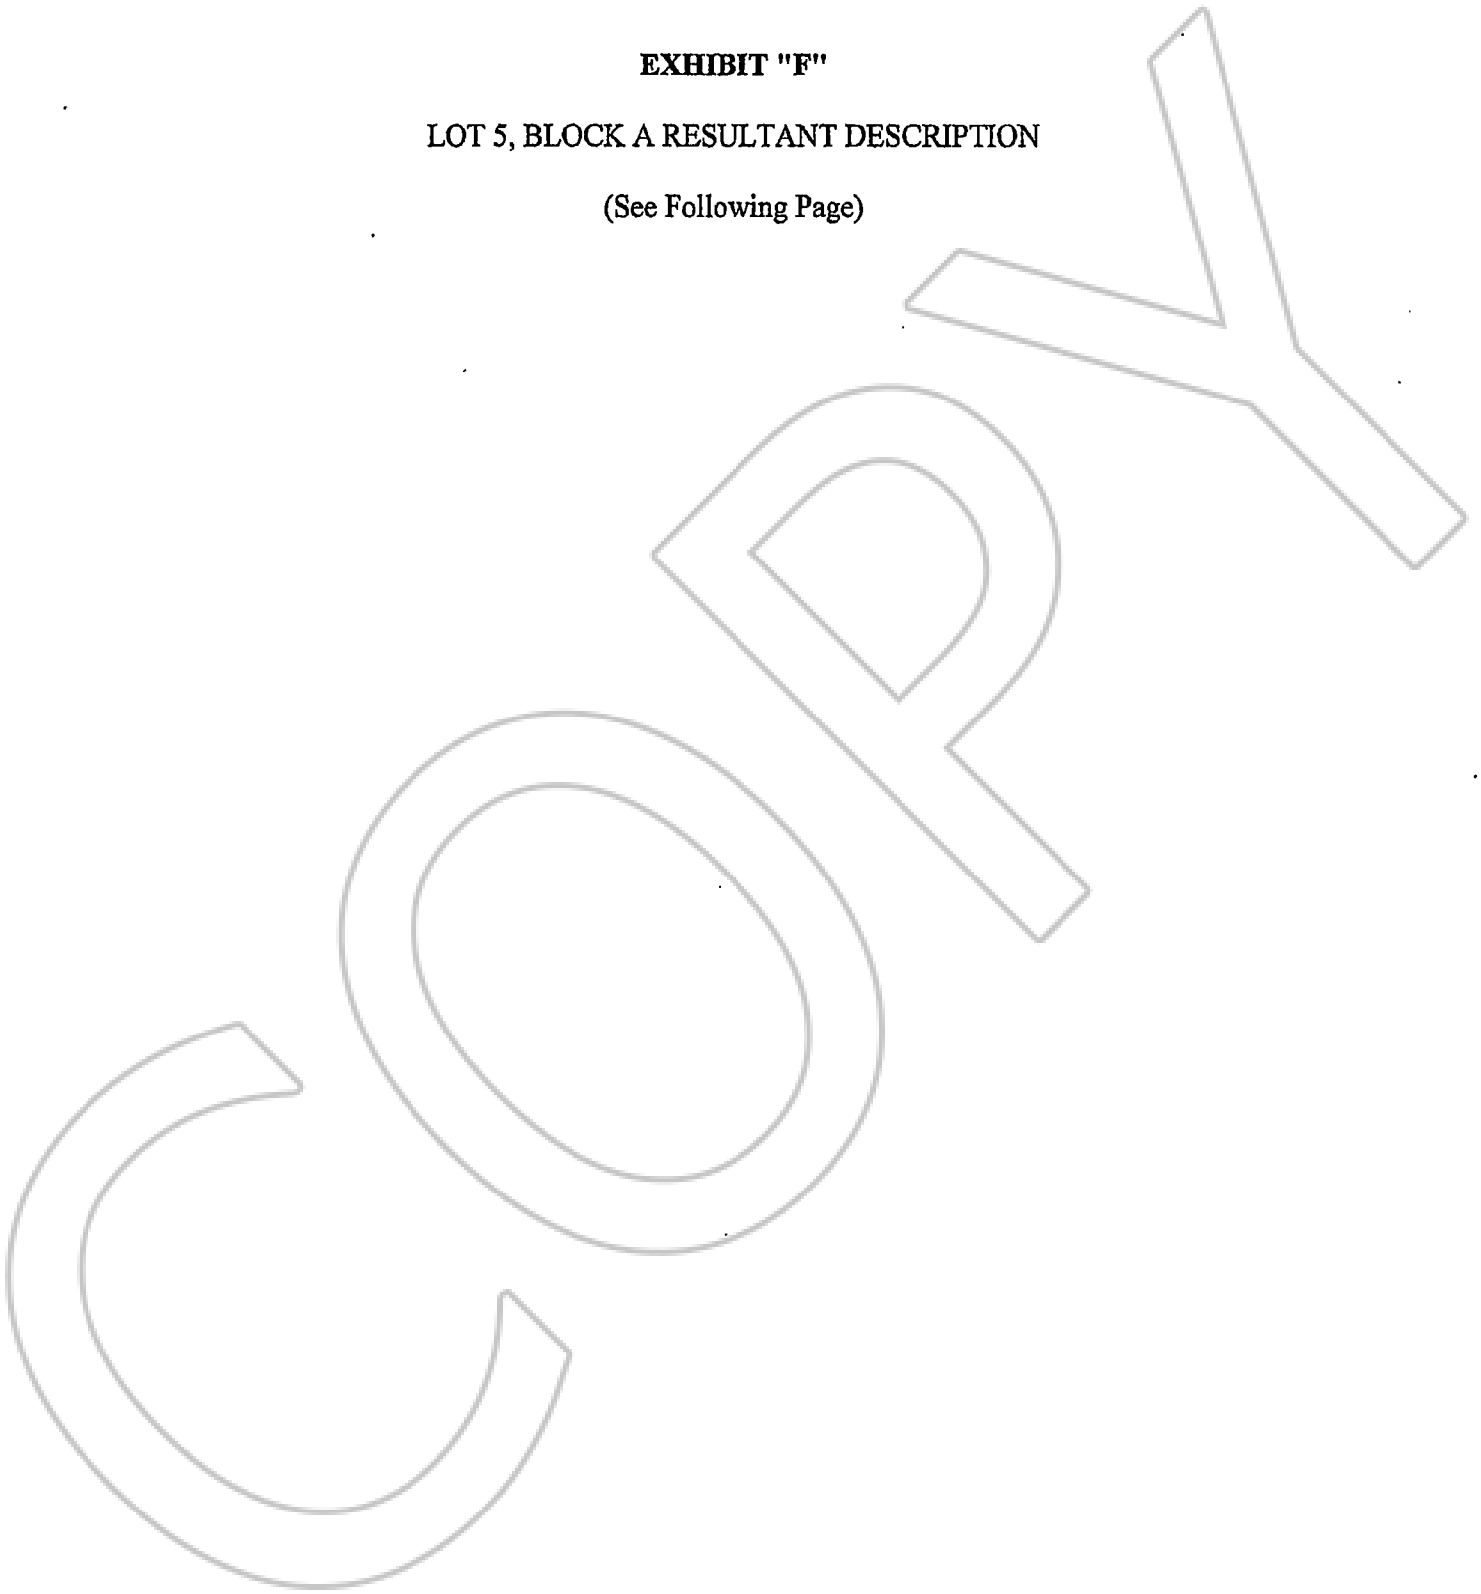 EXHIBIT "F"
LOT 5, BLOCK A RESULTANT DESCRIPTION
(See Following Page)
COPY